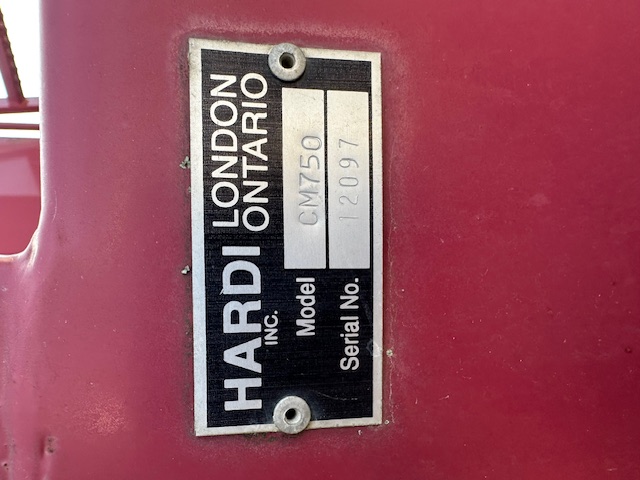 HARDI INC. LONDON
ONTARIO
Model CM750
Serial No. 12097